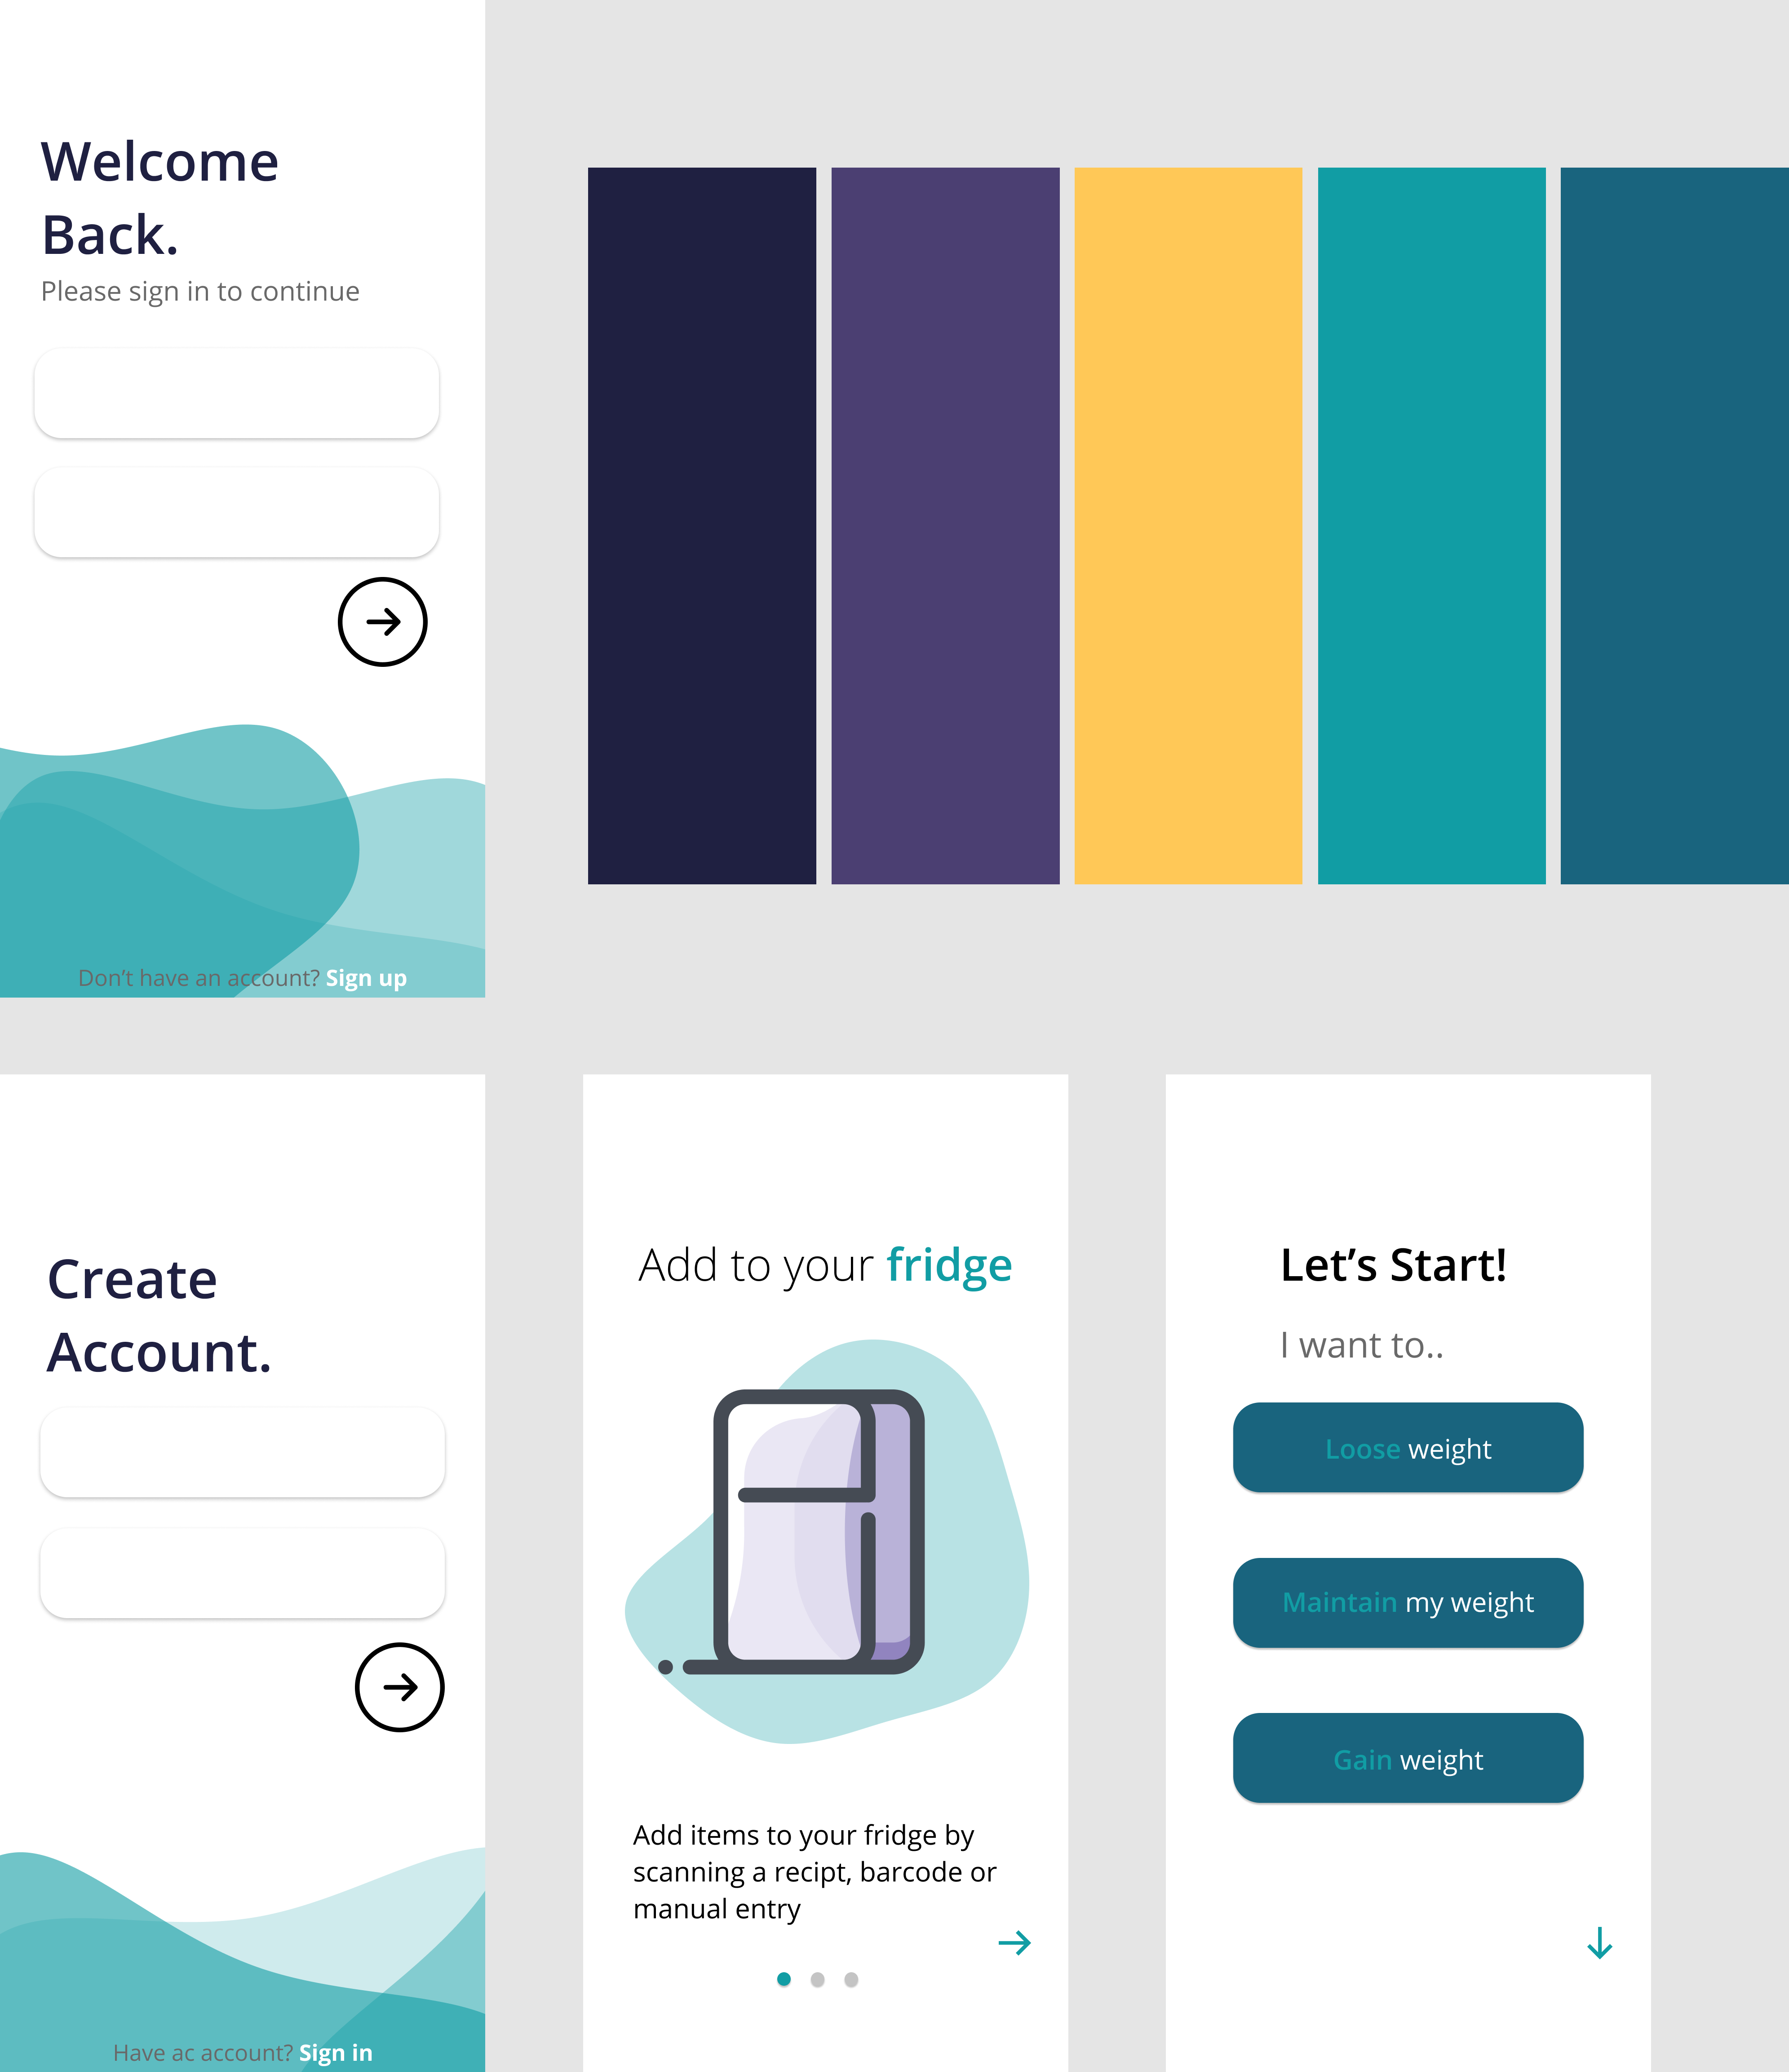 Welcome
Back.
Please sign in to continue
Don’t have an account? Sign up
Create
Account.
Have ac account? Sign in
Add to your fridge
Add items to your fridge by
scanning a recipt, barcode or
manual entry
Let’s Start!
I want to..
Loose weight
Maintain my weight
Gain weight